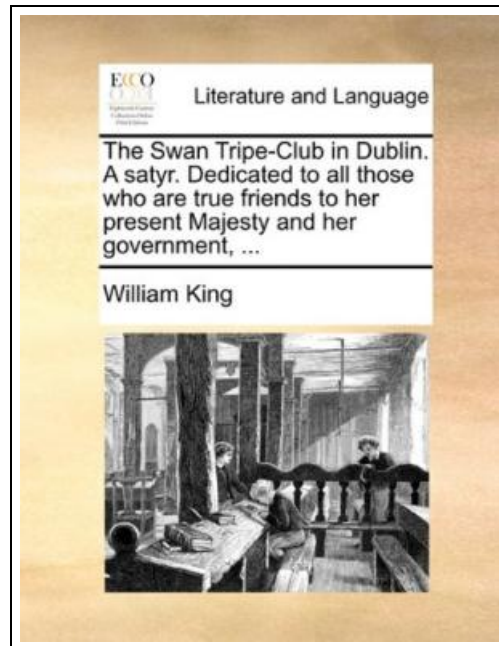 ECCO
Literature and Language
The Swan Tripe-Club in Dublin.
A satyr. Dedicated to all those
who are true friends to her
present Majesty and her
government, ...
William King